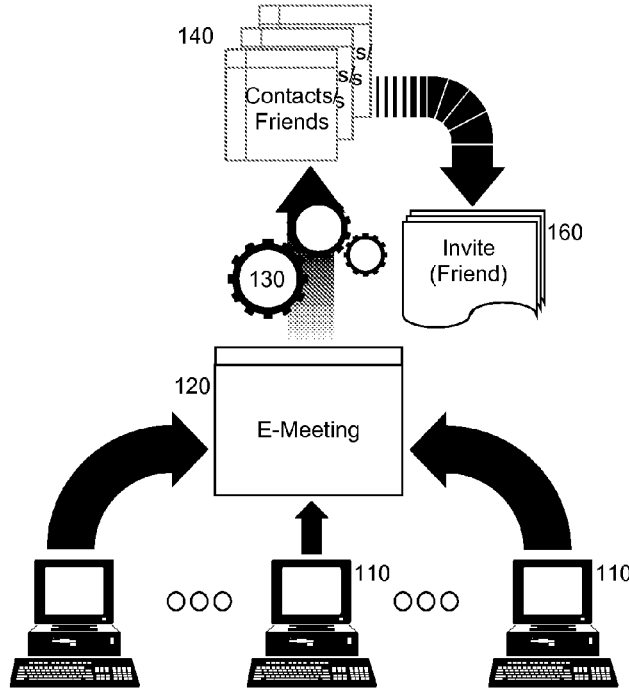 140
s/
s/s
Contacts/s
Friends
Invite
(Friend)
160
130
120
E-Meeting
110
110